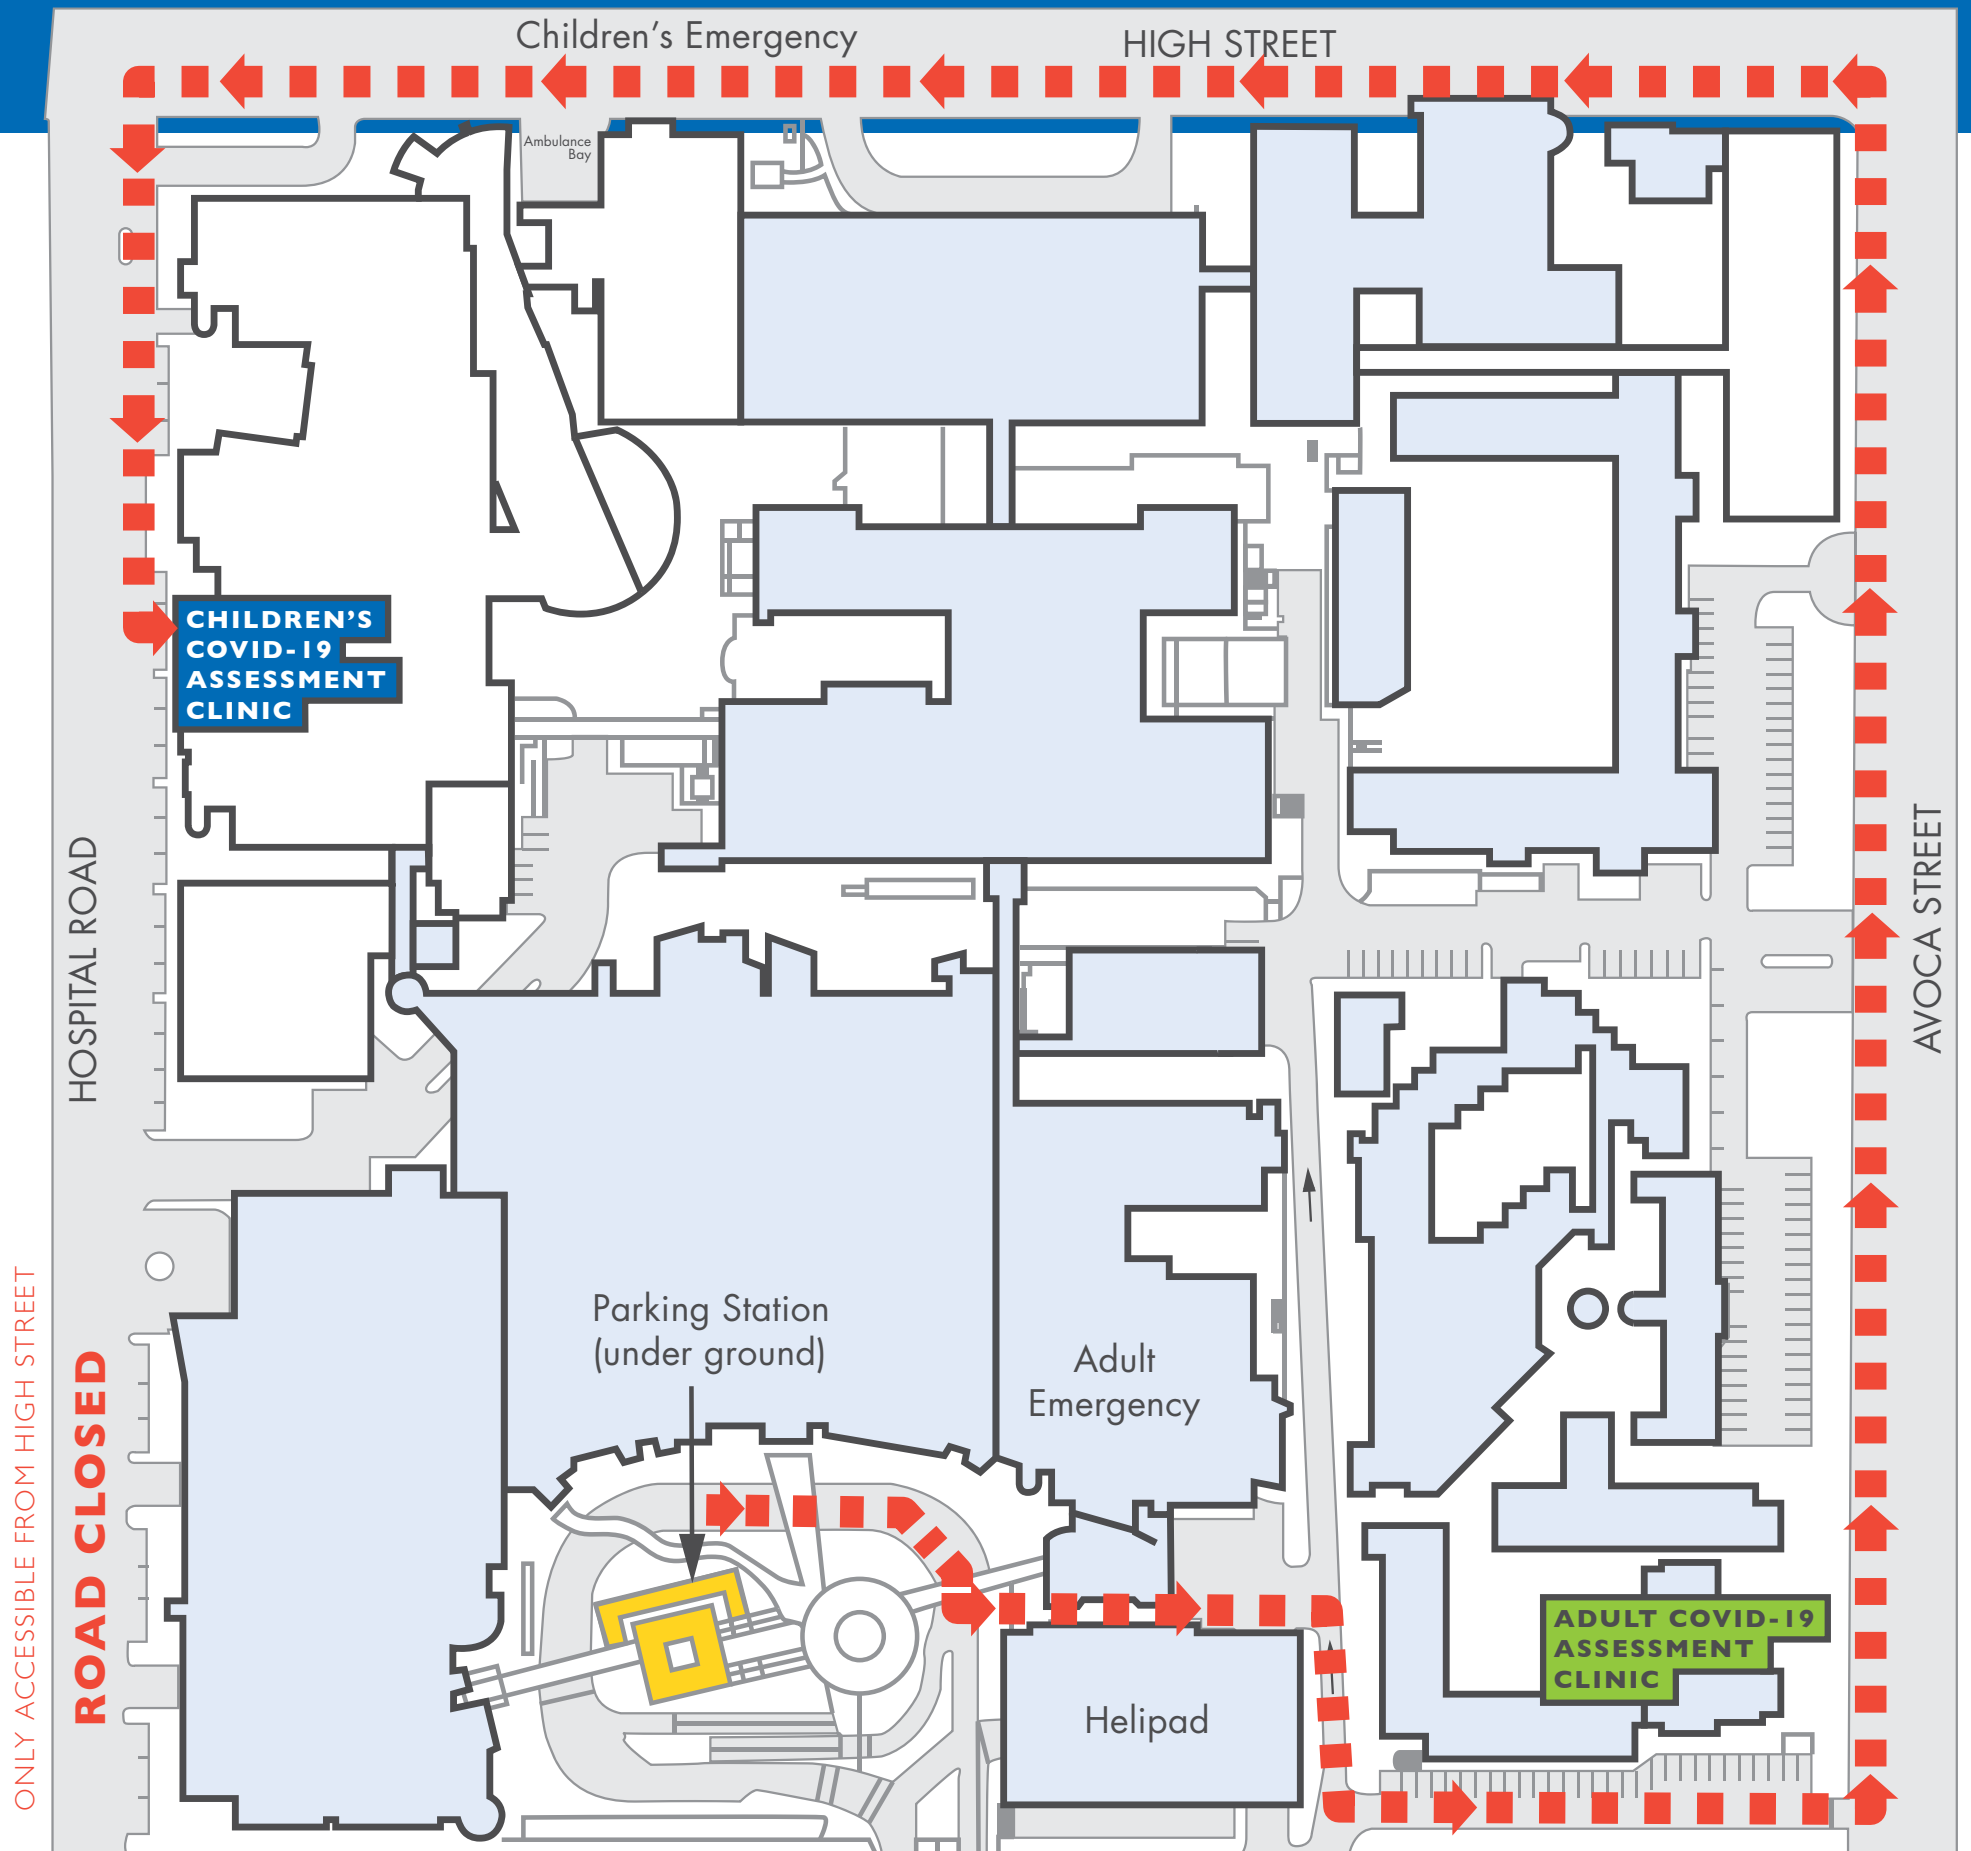 Children's Emergency
HIGH STREET
Ambulance
Bay
CHILDREN'S
COVID-19
ASSESSMENT
CLINIC
HOSPITAL ROAD
AVOCA STREET
Parking Station
(under ground)
Adult
Emergency
ONLY ACCESSIBLE FROM HIGH STREET
ROAD CLOSED
ADULT COVID-19
ASSESSMENT
CLINIC
Helipad